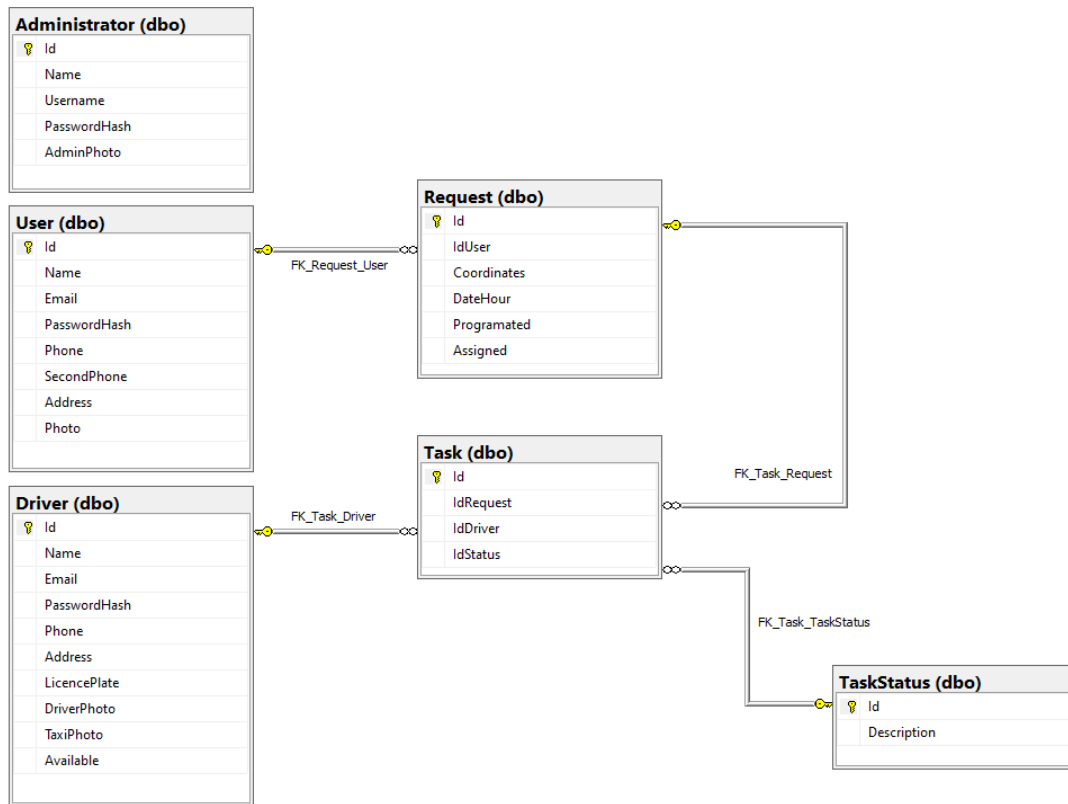 Administrator (dbo)
Id
Name
Username
PasswordHash
AdminPhoto
User (dbo)
Id
Name
Email
PasswordHash
Phone
SecondPhone
Address
Photo
Driver (dbo)
Id
Name
Email
PasswordHash
Phone
Address
LicencePlate
DriverPhoto
TaxiPhoto
Available
FK_Request_User
FK_Task_Driver
Request (dbo)
Id
IdUser
Coordinates
DateHour
Programated
Assigned
Task (dbo)
Id
IdRequest
IdDriver
IdStatus
FK_Task_Request
FK_Task_TaskStatus
TaskStatus (dbo)
Id
Description